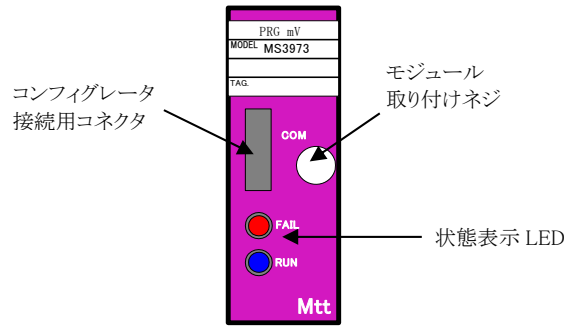 PRG mV
MODEL MS3973
TAG.
コンフィグレータ
接続用コネクタ
モジュール
取り付けネジ
COM
FAIL
状態表示 LED
RUN
Mtt